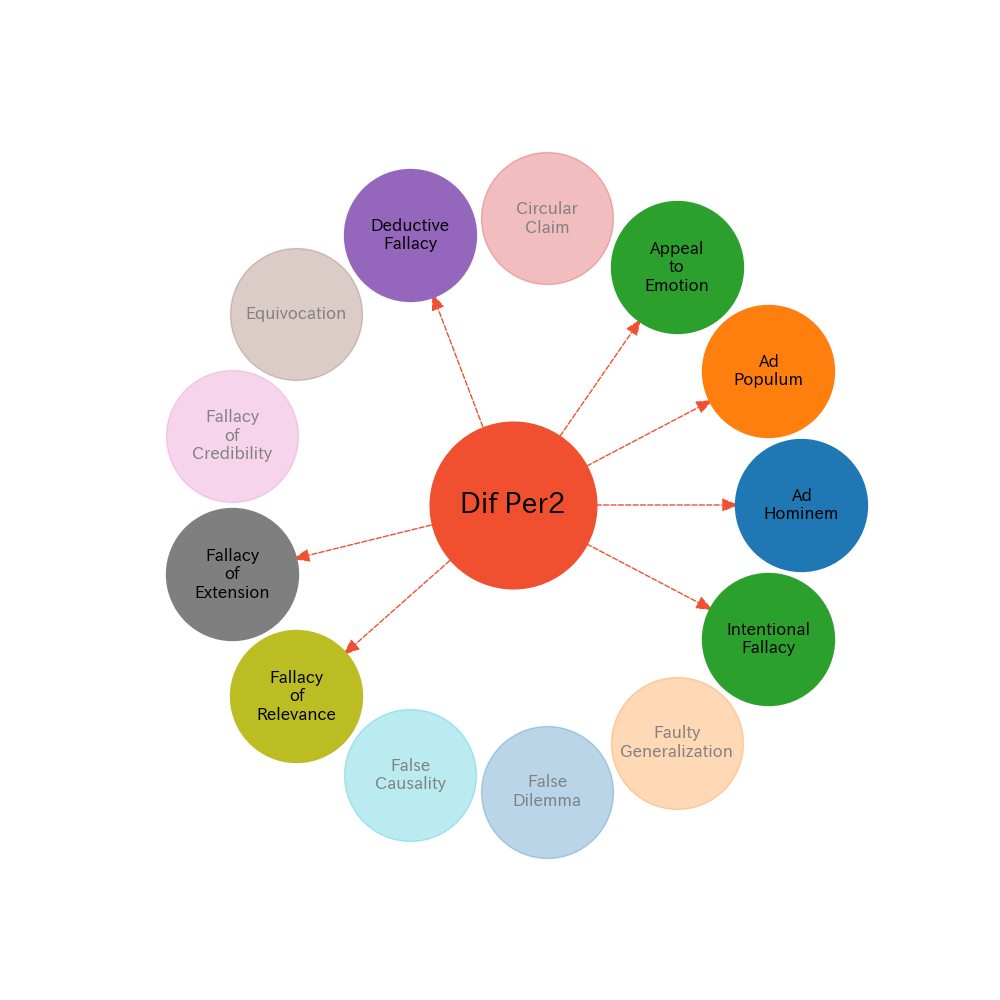 Circular
Claim
Deductive
Fallacy
Appeal
to
Emotion
Equivocation
Ad
Populum
Fallacy
of
Credibility
Dif Per2
Ad
Hominem
Fallacy
of
Extension
Intentional
Fallacy
Fallacy
of
Relevance
Faulty
Generalization
False
Causality
False
Dilemma